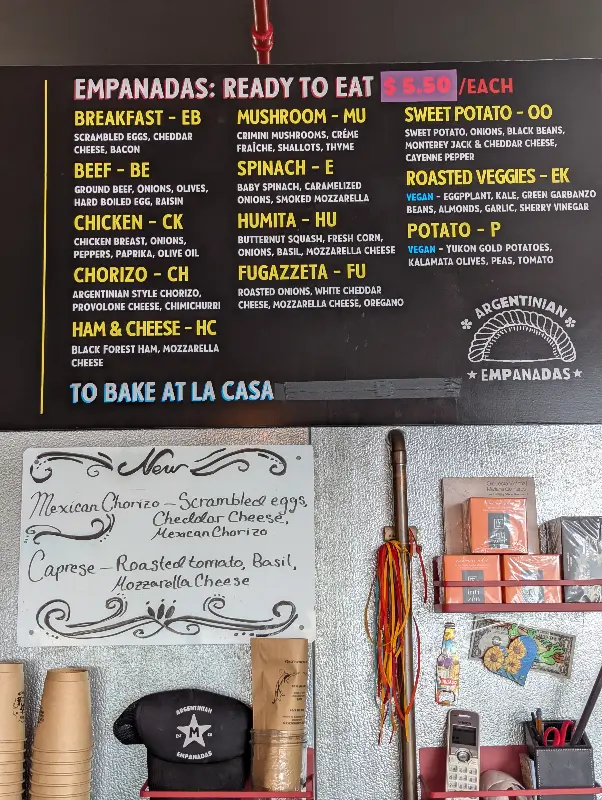 EMPANADAS: READY TO EAT $ 5.50 /EACH
BREAKFAST - EB
SCRAMBLED EGGS, CHEDDAR
CHEESE, BACON
BEEF - BE
GROUND BEEF, ONIONS, OLIVES,
HARD BOILED EGG, RAISIN
CHICKEN - CK
CHICKEN BREAST, ONIONS,
PEPPERS, PAPRIKA, OLIVE OIL
CHORIZO - CH
ARGENTINIAN STYLE CHORIZO,
PROVOLONE CHEESE, CHIMICHURRI
HAM & CHEESE - HC
BLACK FOREST HAM, MOZZARELLA
CHEESE
MUSHROOM - MU
CRIMINI MUSHROOMS, CRÉME
FRAÎCHE, SHALLOTS, THYME
SPINACH - E
BABY SPINACH, CARAMELIZED
ONIONS, SMOKED MOZZARELLA
HUMITA - HU
BUTTERNUT SQUASH, FRESH CORN,
ONIONS, BASIL, MOZZARELLA CHEESE
FUGAZZETA - FU
ROASTED ONIONS, WHITE CHEDDAR
CHEESE, MOZZARELLA CHEESE, OREGANO
SWEET POTATO - OO
SWEET POTATO, ONIONS, BLACK BEANS,
MONTEREY JACK & CHEDDAR CHEESE,
CAYENNE PEPPER
ROASTED VEGGIES - EK
VEGAN - EGGPPLANT, KALE, GREEN GARBANZO
BEANS, ALMONDS, GARLIC, SHERRY VINEGAR
POTATO - P
VEGAN - YUKON GOLD POTATOES,
KALAMATA OLIVES, PEAS, TOMATO
ARGENTINIAN
EMPANADAS
TO BAKE AT LA CASA
New
Mexican Chorizo - Scrambled eggs,
Cheddar Cheese,
Mexican Chorizo
Caprese - Roasted tomato, Basil,
Mozzarella Cheese
ARGENTINIAN
M
EMPANADAS